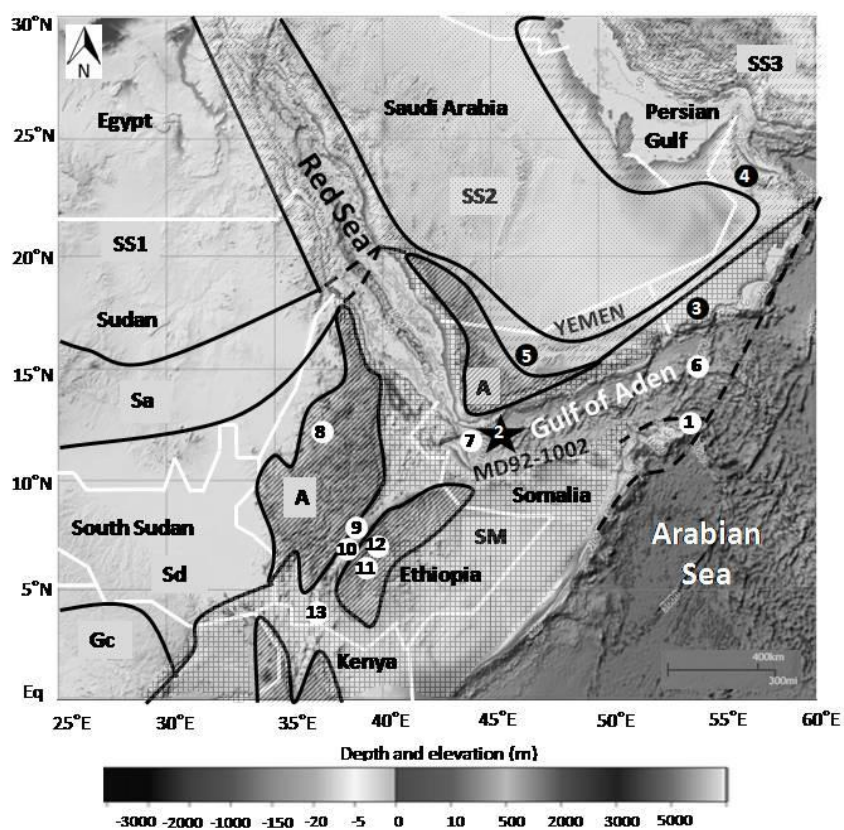 30°N
N
Egypt
Saudi Arabia
SS3
Persian
Gulf
25°N
Red Sea
SS2
4
SS1
20°N
Sudan
YEMEN
3
5
15°N
Sa
A
Gulf of Aden
6
8
7
2
1
MD92-1002
10°N
A
Somalia
South Sudan
9
SM
Arabian
Sea
10
12
11
Ethiopia
Sd
5°N
13
Gc
Kenya
400km
300mi
Eq
25°E
30°E
35°E
40°E
45°E
50°E
55°E
60°E
Depth and elevation (m)
-3000
-2000
-1000
-150
-20
-5
0
10
500
2000
3000
5000